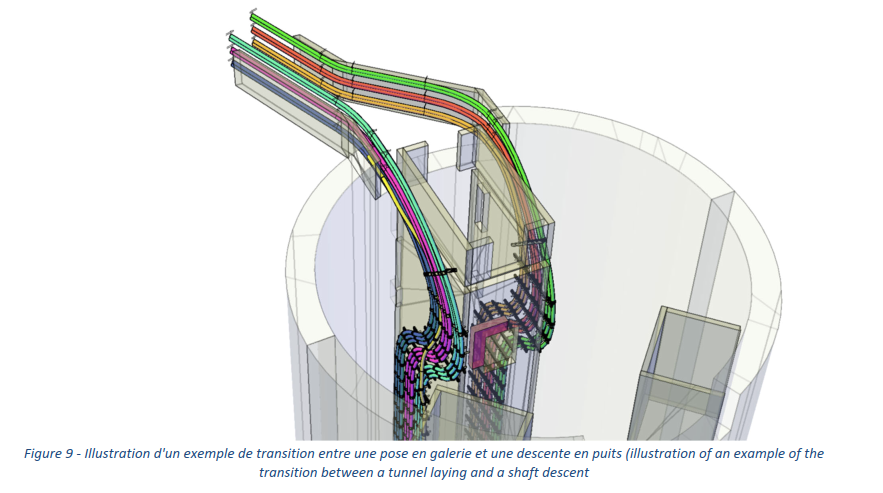 Figure 9 - Illustration d'un exemple de transition entre une pose en galerie et une descente en puits (illustration of an example of the
transition between a tunnel laying and a shaft descent